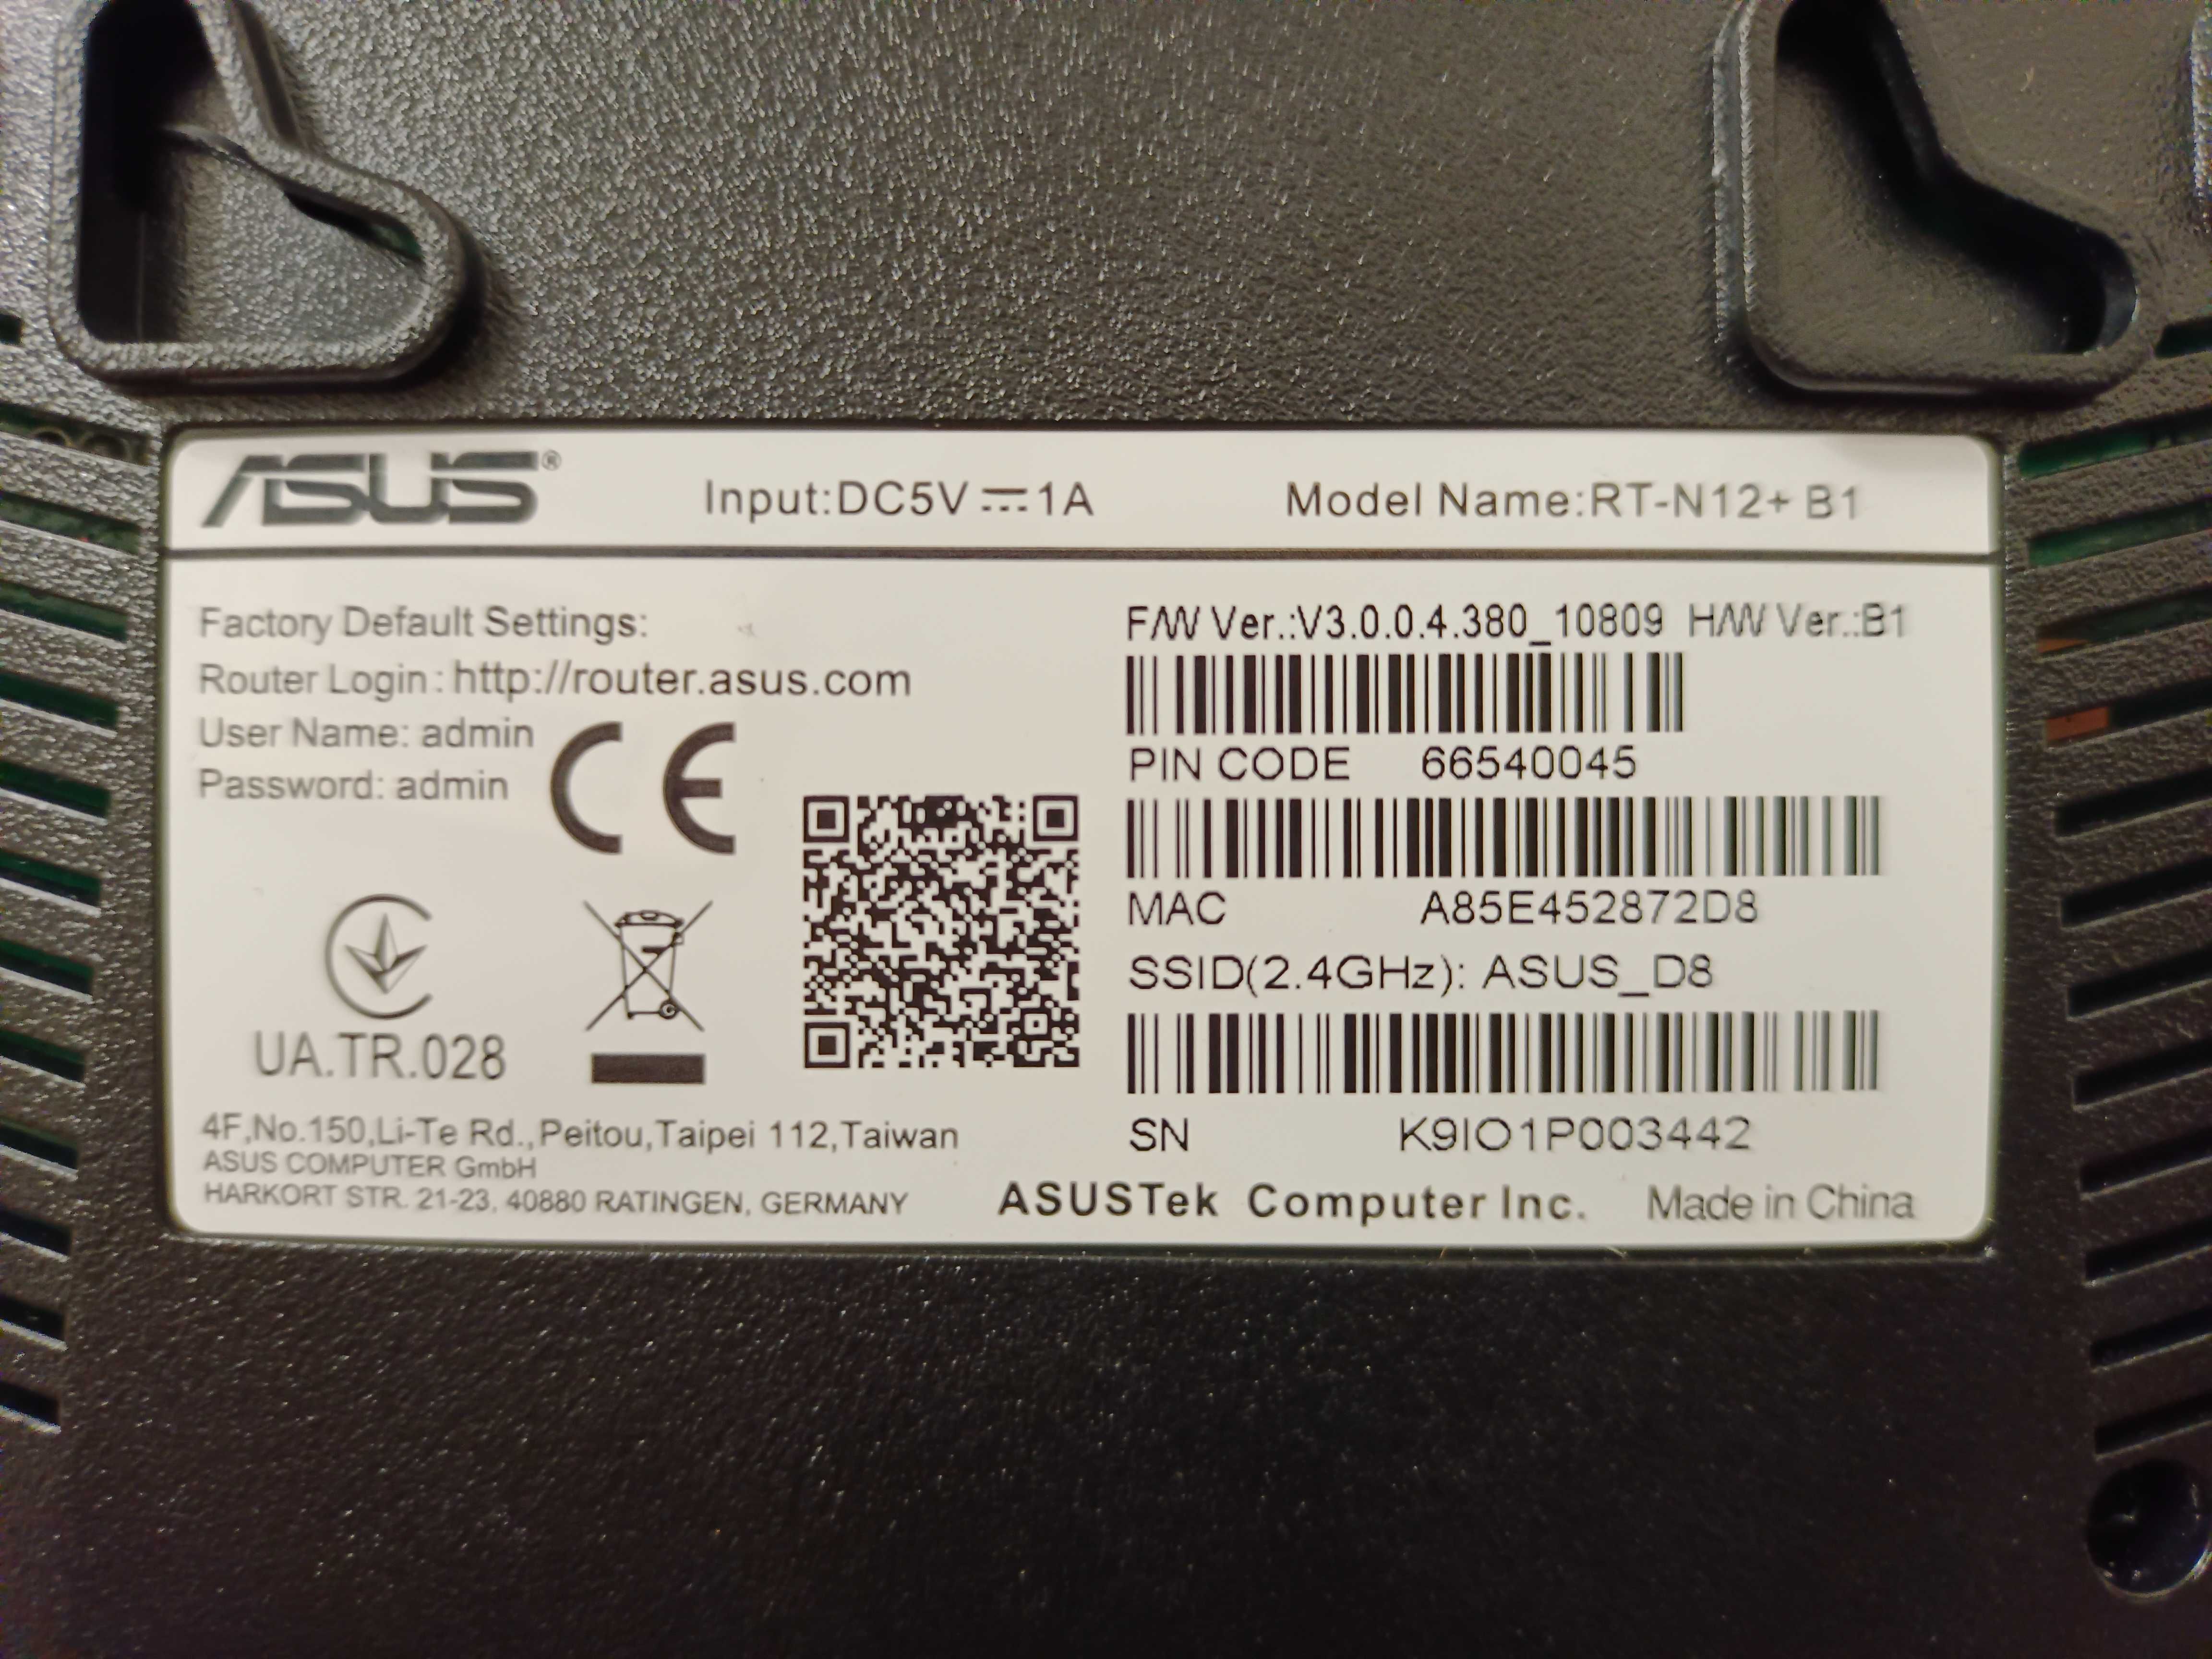 ASUS®
Input:DC5V⎓1A
Model Name:RT-N12+ B1
Factory Default Settings:
Router Login : http://router.asus.com
User Name: admin
Password: admin
CE
UA.TR.028
4F,No.150,Li-Te Rd.,Peitou,Taipei 112,Taiwan
ASUS COMPUTER GmbH
HARKORT STR. 21-23, 40880 RATINGEN, GERMANY
F/W Ver.:V3.0.0.4.380_10809 H/W Ver.:B1
PIN CODE 66540045
MAC A85E452872D8
SSID(2.4GHz): ASUS_D8
SN K9IO1P003442
ASUSTek Computer Inc. Made in China